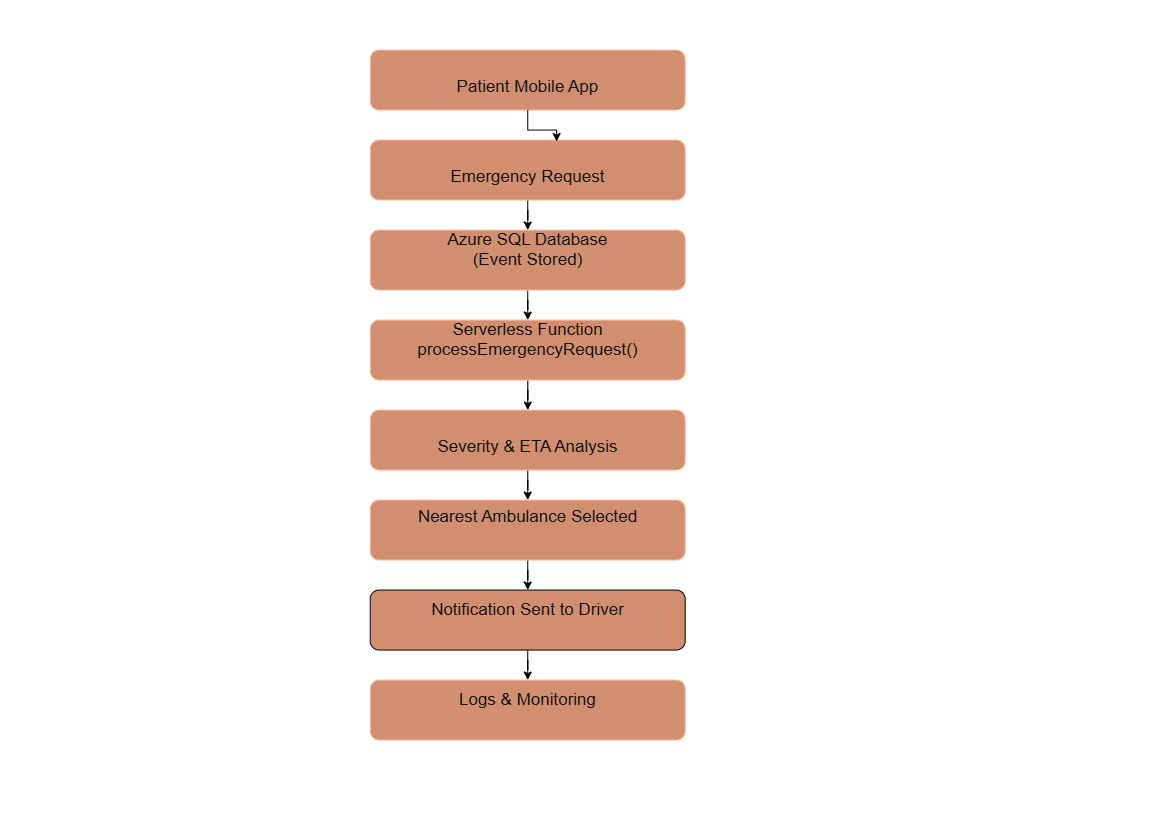 Patient Mobile App
Emergency Request
Azure SQL Database
(Event Stored)
Serverless Function
processEmergencyRequest()
Severity & ETA Analysis
Nearest Ambulance Selected
Notification Sent to Driver
Logs & Monitoring